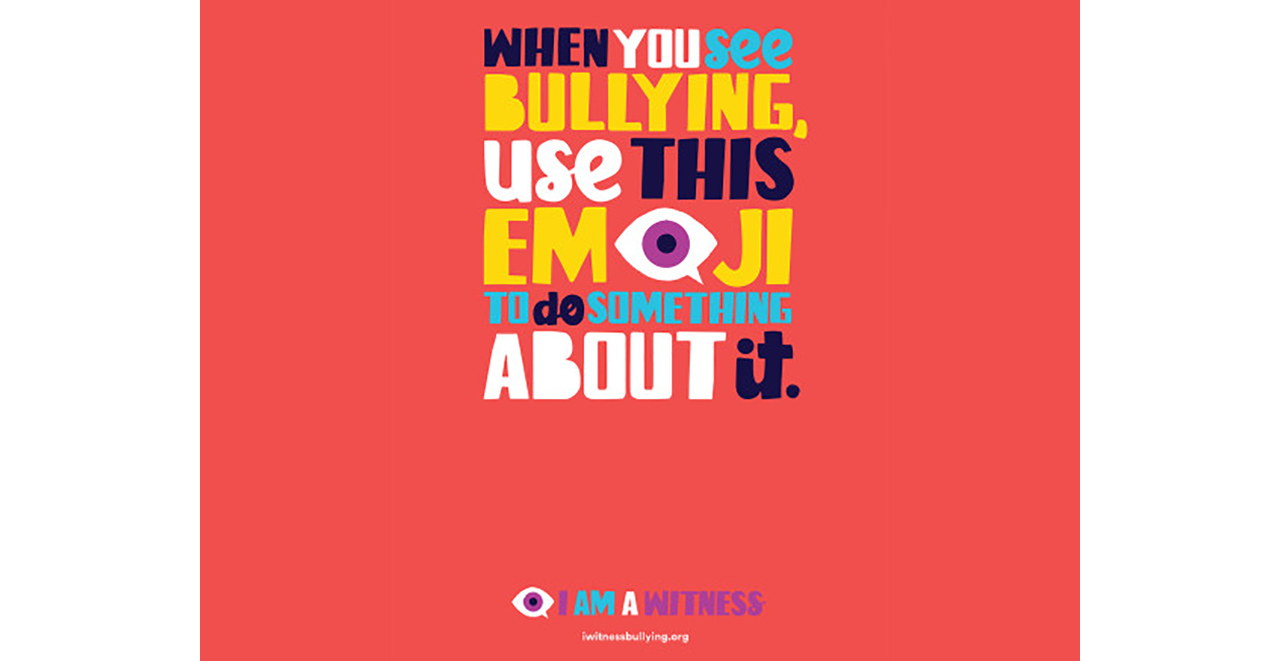 WHEN YOU see
BULLYING,
use THIS
EMOJI
TO do SOMETHING
ABOUT it.
I AM A WITNESS
iwitnessbullying.org